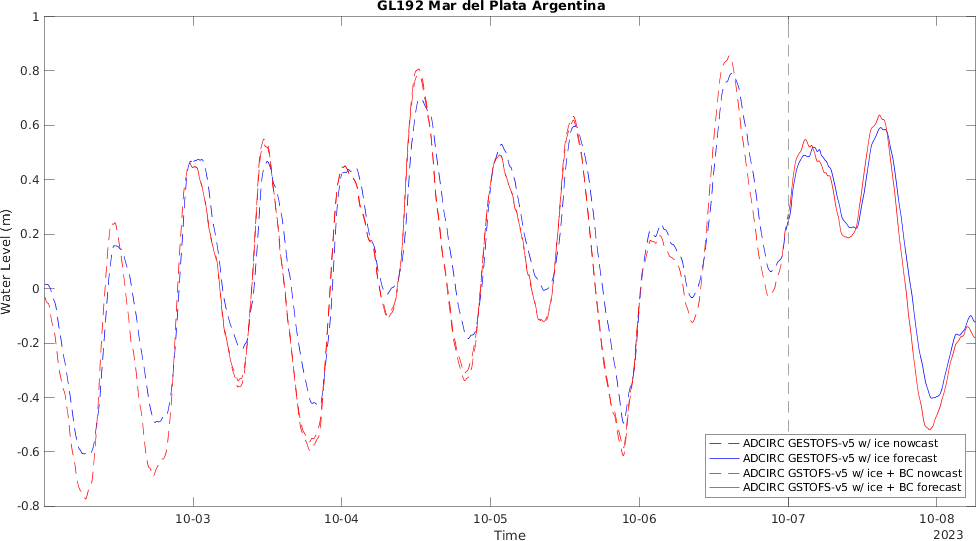 GL192 Mar del Plata Argentina
1
0.8
0.6
0.4
0.2
0
-0.2
-0.4
-0.6
-0.8
Water Level (m)
ADCIRC GESTOFS-v5 w/ ice nowcast
ADCIRC GESTOFS-v5 w/ ice forecast
ADCIRC GSTOFS-v5 w/ ice + BC nowcast
ADCIRC GSTOFS-v5 w/ ice + BC forecast
10-03 10-04 10-05 10-06 10-07 10-08
Time
2023